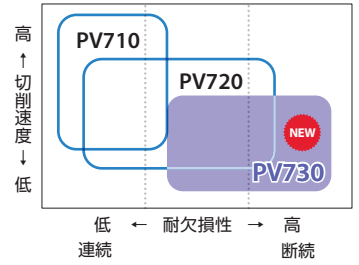 高
↑
切削速度
↓
低
PV710
PV720
NEW
PV730
低 ← 耐欠損性 → 高
連続 断続